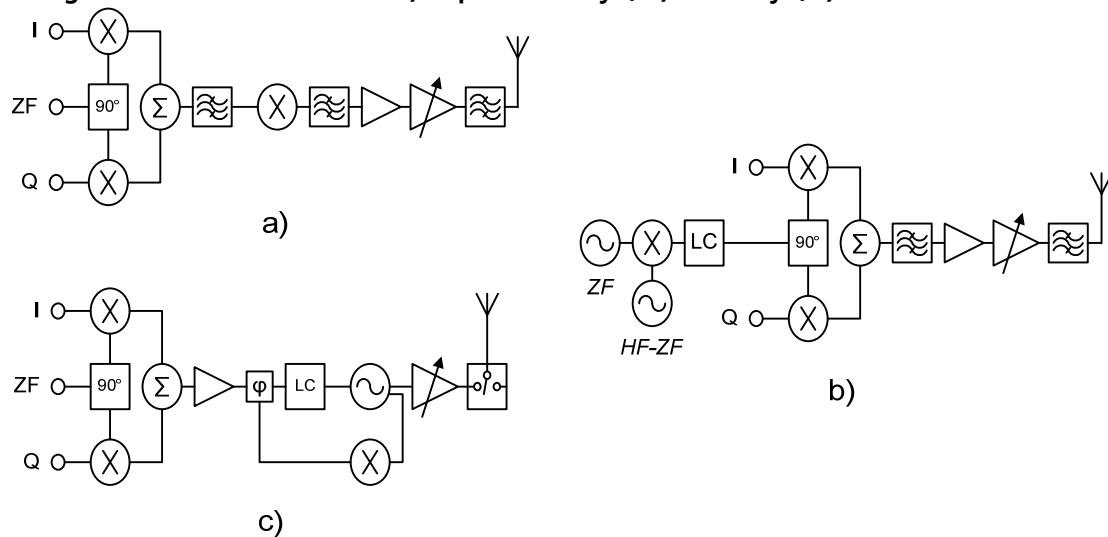 I
ZF
90°
Σ
Q
a)
I
ZF
HF-ZF
LC
90°
Σ
Q
b)
I
ZF
90°
Σ
φ
LC
Q
c)